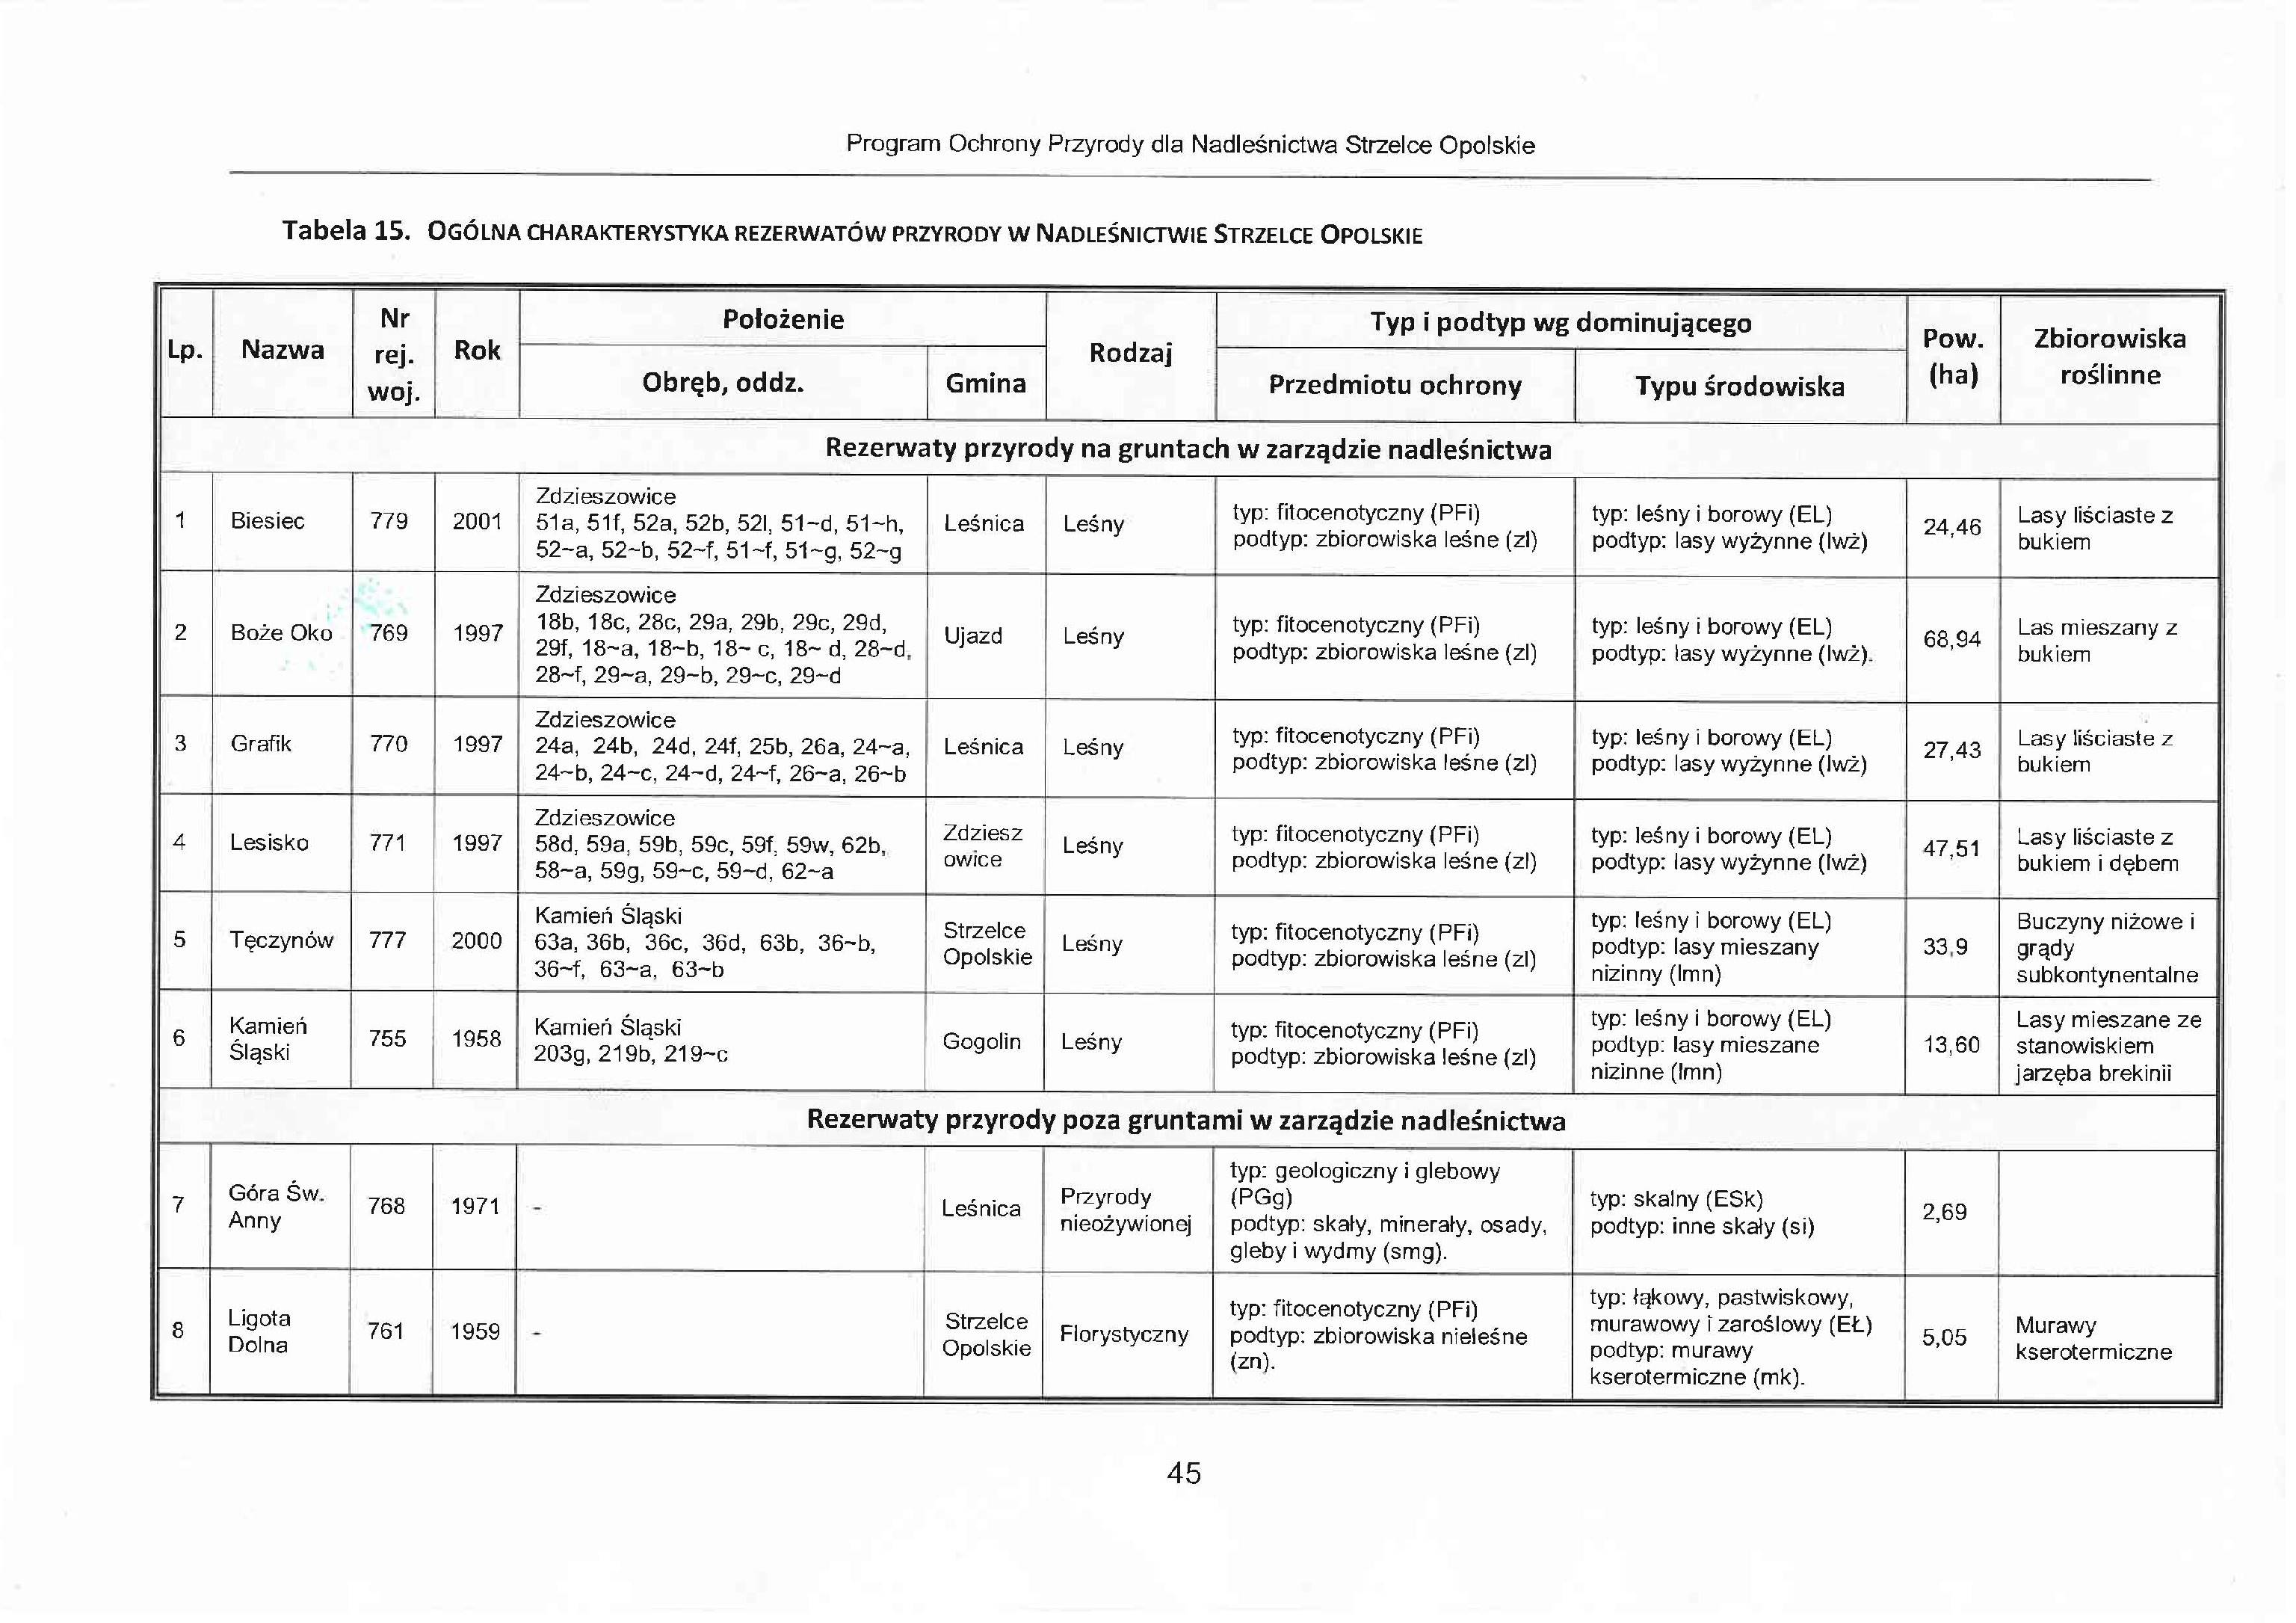 Program Ochrony Przyrody dla Nadleśnictwa Strzelce Opolskie
Tabela 15. OGÓLNA CHARAKTERYSTYKA REZERWATÓW PRZYRODY W NADLEŚNICTWIE STRZELCE OPOLSKIE
Lp. Nazwa Nr rej. woj. Rok Położenie Rodzaj Typ i podtyp wg dominującego Pow. (ha) Zbiorowiska roślinne
Obręb, oddz. Gmina Przedmiotu ochrony Typu środowiska
Rezerwaty przyrody na gruntach w zarządzie nadleśnictwa
1 Biesiec 779 2001
Zdzieszowice
51a, 51f, 52a, 52b, 52l, 51~d, 51~h,
52~a, 52~b, 52~f, 51~f, 51~g, 52~g
Leśnica Leśny
typ: fitocenotyczny (PFi)
podtyp: zbiorowiska leśne (zl)
typ: leśny i borowy (EL)
podtyp: lasy wyżynne (lwż)
24,46
Lasy liściaste z
bukiem
2 Boże Oko 769 1997
Zdzieszowice
18b, 18c, 28c, 29a, 29b, 29c, 29d,
29f, 18~a, 18~b, 18~ c, 18~ d, 28~d,
28~f, 29~a, 29~b, 29~c, 29~d
Ujazd Leśny
typ: fitocenotyczny (PFi)
podtyp: zbiorowiska leśne (zl)
typ: leśny i borowy (EL)
podtyp: lasy wyżynne (lwż).
68,94
Las mieszany z
bukiem
3 Grafik 770 1997
Zdzieszowice
24a, 24b, 24d, 24f, 25b, 26a, 24~a,
24~b, 24~c, 24~d, 24~f, 26~a, 26~b
Leśnica Leśny
typ: fitocenotyczny (PFi)
podtyp: zbiorowiska leśne (zl)
typ: leśny i borowy (EL)
podtyp: lasy wyżynne (lwż)
27,43
Lasy liściaste z
bukiem
4 Lesisko 771 1997
Zdzieszowice
58d, 59a, 59b, 59c, 59f, 59w, 62b,
58~a, 59g, 59~c, 59~d, 62~a
Zdziesz
owice
Leśny
typ: fitocenotyczny (PFi)
podtyp: zbiorowiska leśne (zl)
typ: leśny i borowy (EL)
podtyp: lasy wyżynne (lwż)
47,51
Lasy liściaste z
bukiem i dębem
5 Tęczynów 777 2000
Kamień Śląski
63a, 36b, 36c, 36d, 63b, 36~b,
36~f, 63~a, 63~b
Strzelce
Opolskie
Leśny
typ: fitocenotyczny (PFi)
podtyp: zbiorowiska leśne (zl)
typ: leśny i borowy (EL)
podtyp: lasy mieszany
nizinny (lmn)
33,9
Buczyny niżowe i
grądy
subkontynentalne
6
Kamień
Śląski
755 1958
Kamień Śląski
203g, 219b, 219~c
Gogolin Leśny
typ: fitocenotyczny (PFi)
podtyp: zbiorowiska leśne (zl)
typ: leśny i borowy (EL)
podtyp: lasy mieszane
nizinne (lmn)
13,60
Lasy mieszane ze
stanowiskiem
jarzęba brekinii
Rezerwaty przyrody poza gruntami w zarządzie nadleśnictwa
7
Góra Św.
Anny
768 1971 - Leśnica
Przyrody
nieożywionej
typ: geologiczny i glebowy
(PGg)
podtyp: skały, minerały, osady,
gleby i wydmy (smg).
typ: skalny (ESk)
podtyp: inne skały (si)
2,69
8
Ligota
Dolna
761 1959 -
Strzelce
Opolskie
Florystyczny
typ: fitocenotyczny (PFi)
podtyp: zbiorowiska nieleśne
(zn).
typ: łąkowy, pastwiskowy,
murawowy i zaroślowy (EŁ)
podtyp: murawy
kserotermiczne (mk).
5,05
Murawy
kserotermiczne
45